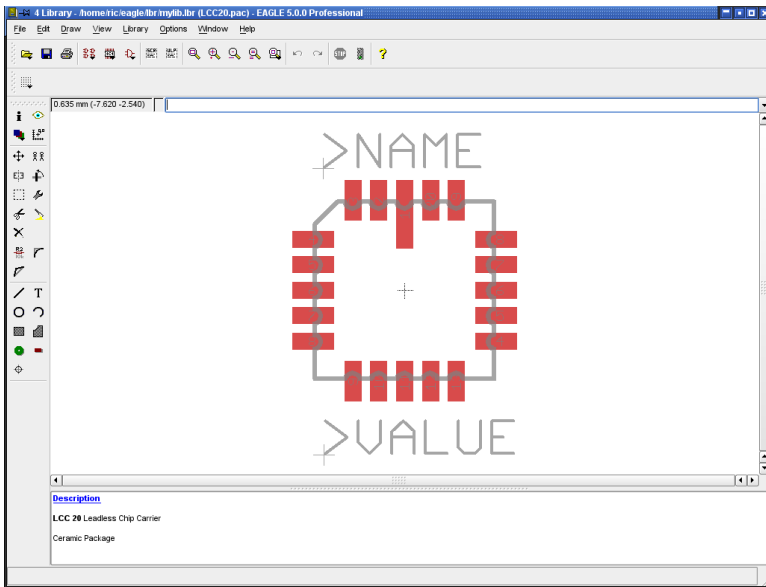 4 Library - /home/ric/eagle/lbr/mylib.lbr (LCC20.pac) - EAGLE 5.0.0 Professional
File Edit Draw View Library Options Window Help
0.635 mm (-7.620 -2.540)
>NAME
>VALUE
Description
LCC 20 Leadless Chip Carrier
Ceramic Package